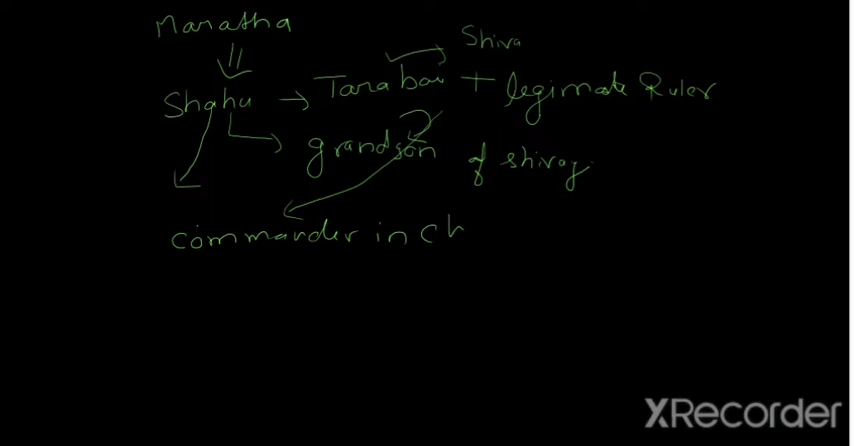 Maratha
Shiva
Shahu → Tarabai + legimate Ruler
grandson of Shivaji
commander in Ch
XRecorder